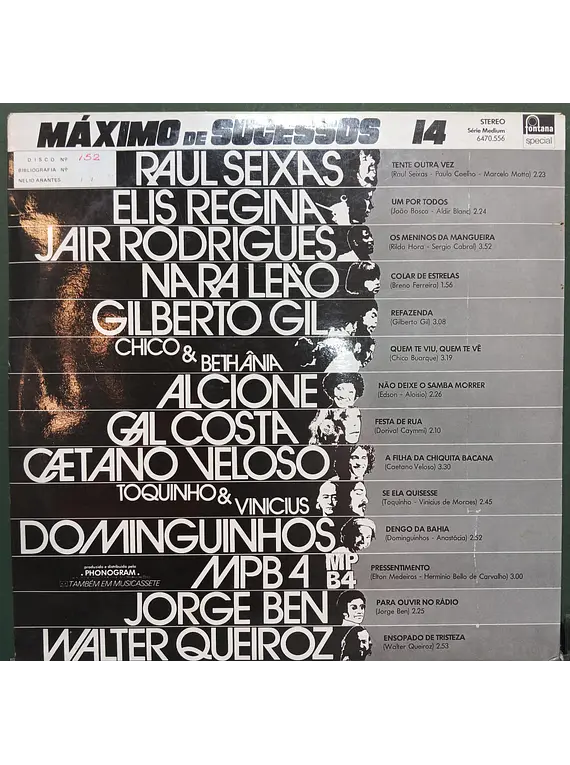 MÁXIMO DE SUCESSOS 14
STEREO
Série Medium
6470.556
fontana
special
DISCO Nº 152
BIBLIOGRAFIA Nº
NELIO ABRANTES
RAUL SEIXAS
TENTE OUTRA VEZ
(Raul Seixas - Paulo Coelho - Marcelo Motta) 2.23
ELIS REGINA
UM POR TODOS
(João Bosco - Aldir Blanc) 2.24
JAIR RODRIGUES
OS MENINOS DA MANGUEIRA
(Rildo Hora - Sergio Cabral) 3.52
NARA LEÃO
COLAR DE ESTRELAS
(Breno Ferreira) 1.56
GILBERTO GIL
REFAZENDA
(Gilberto Gil) 3.08
CHICO & BETHÂNIA
QUEM TE VIU, QUEM TE VÊ
(Chico Buarque) 3.19
ALCIONE
NÃO DEIXE O SAMBA MORRER
(Edson - Aloisio) 2.26
GAL COSTA
FESTA DE RUA
(Dorival Caymmi) 2.10
CAETANO VELOSO
A FILHA DA CHIQUITA BACANA
(Caetano Veloso) 3.30
TOQUINHO & VINICIUS
SE ELA QUISESSE
(Toquinho - Vinicius de Moraes) 2.45
DOMINGUINHOS
DENGO DA BAHIA
(Dominguinhos - Anastácia) 2.52
produzido e distribuído pela
PHONOGRAM
TAMBÉM EM MUSICASSETE
MPB 4
MP
B4
PRESSENTIMENTO
(Elton Medeiros - Herminio Bello de Carvalho) 3.00
JORGE BEN
PARA OUVIR NO RÁDIO
(Jorge Ben) 2.25
WALTER QUEIROZ
ENSOPADO DE TRISTEZA
(Walter Queiroz) 2.53